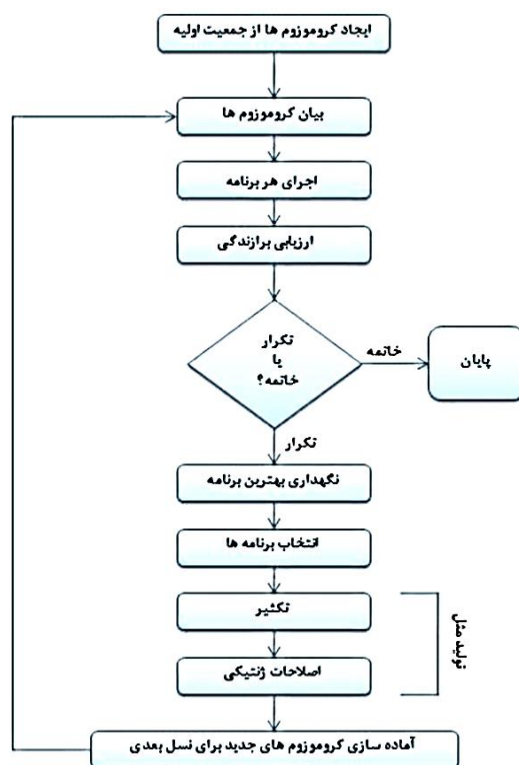 ایجاد کروموزوم ها از جمعیت اولیه
بیان کروموزوم ها
اجرای هر برنامه
ارزیابی برازندگی
تکرار
یا
خاتمه؟
خاتمه
پایان
تکرار
نگهداری بهترین برنامه
انتخاب برنامه ها
تکثیر
اصلاحات ژنتیکی
تولید مثل
آماده سازی کروموزوم های جدید برای نسل بعدی